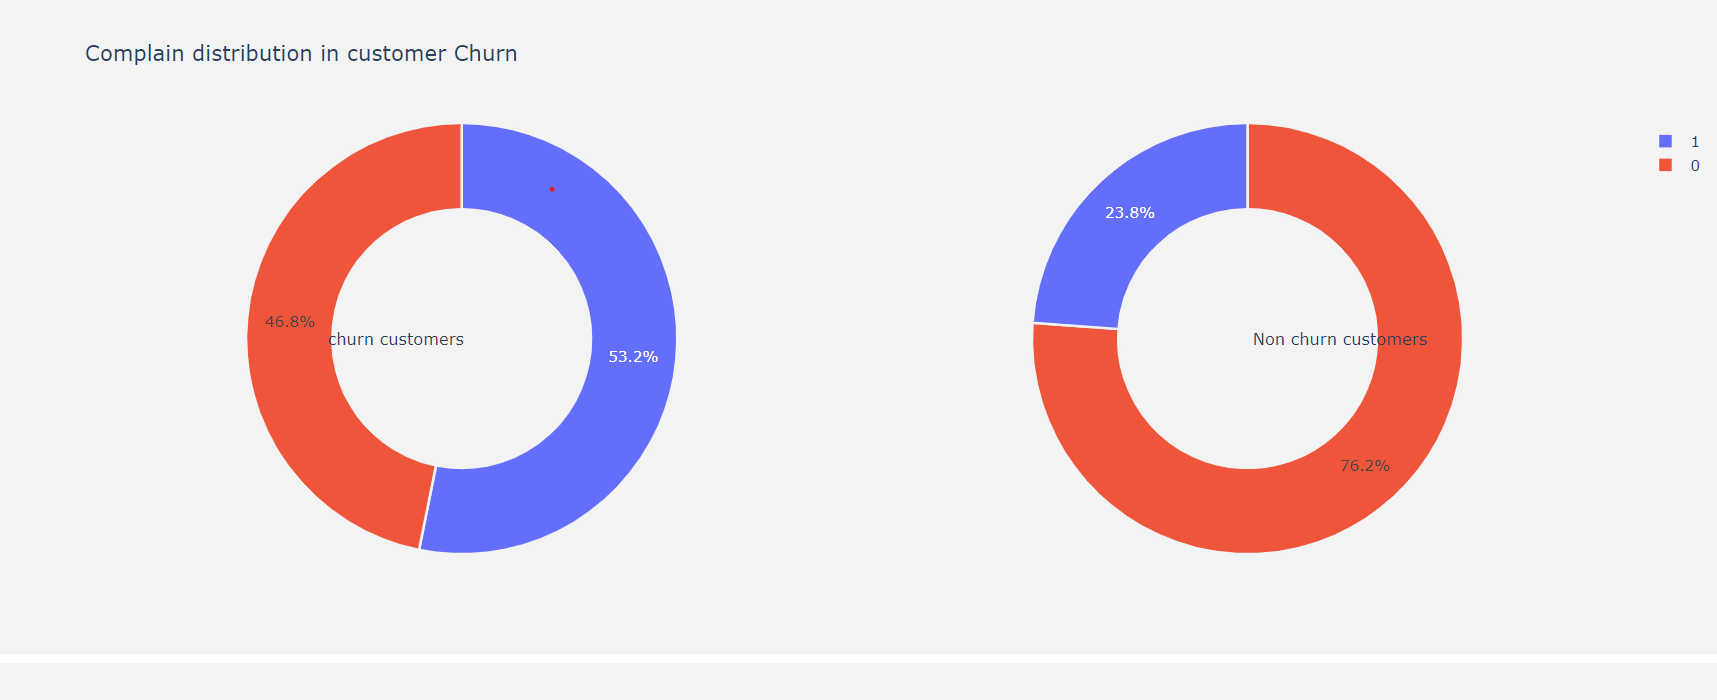 Complain distribution in customer Churn
1
0
23.8%
46.8%
churn customers
53.2%
Non churn customers
76.2%